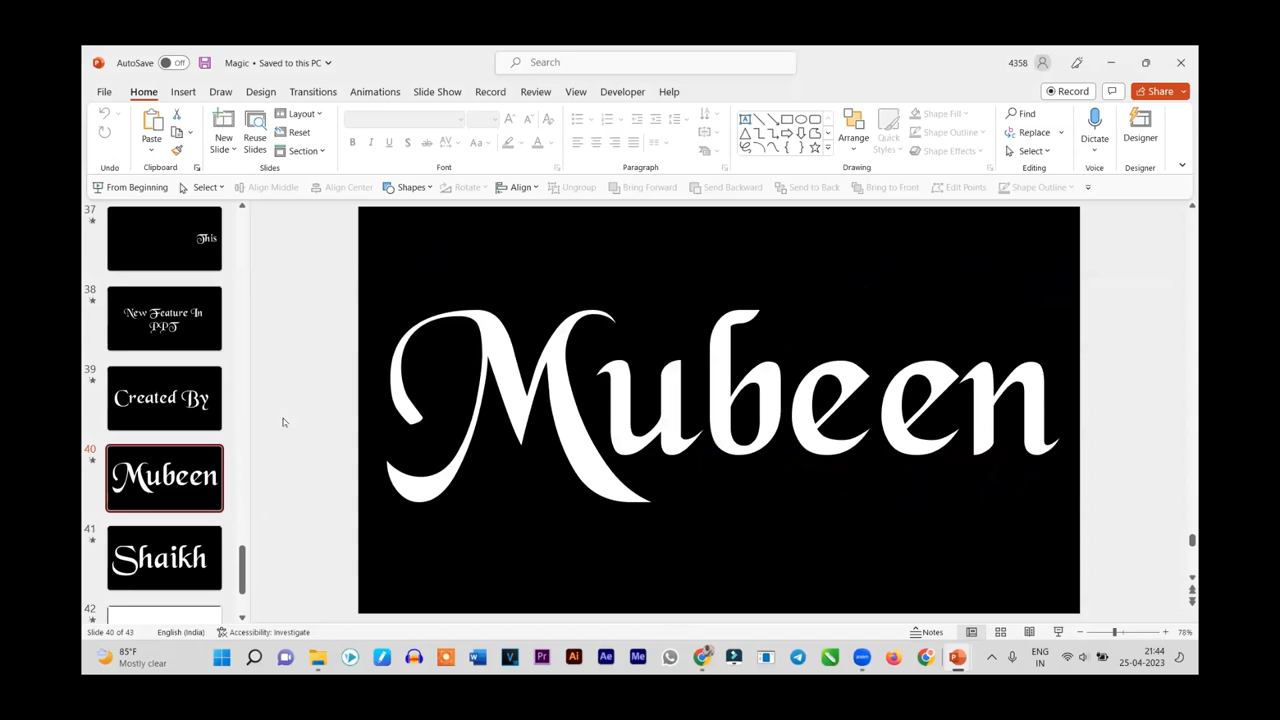 AutoSave Off Magic • Saved to this PC Search 4358
File Home Insert Draw Design Transitions Animations Slide Show Record Review View Developer Help Record Share
Undo
Paste
Clipboard
New Slide
Reuse Slides
Layout
Reset
Section
Slides
Font
Paragraph
Arrange
Quick Styles
Shape Fill
Shape Outline
Shape Effects
Drawing
Find
Replace
Select
Editing
Dictate
Voice
Designer
Designer
From Beginning Select Align Middle Align Center Shapes Rotate Align Ungroup Bring Forward Send Backward Send to Back Bring to Front Edit Points Shape Outline
37
This
38
New Feature In
PPT
39
Created By
40
Mubeen
41
Shaikh
42
Mubeen
Slide 40 of 43 English (India) Accessibility: Investigate Notes 78%
85°F
Mostly clear
ENG
IN
21:44
25-04-2023